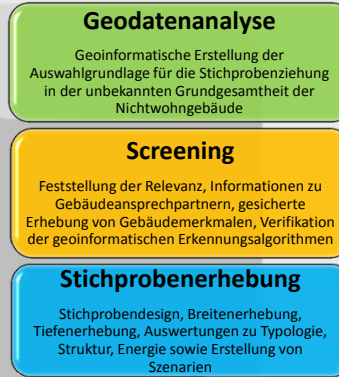 Geodatenanalyse
Geoinformatische Erstellung der
Auswahlgrundlage für die Stichprobenziehung
in der unbekannten Grundgesamtheit der
Nichtwohngebäude
Screening
Feststellung der Relevanz, Informationen zu
Gebäudeansprechpartnern, gesicherte
Erhebung von Gebäudemerkmalen, Verifikation
der geoinformatischen Erkennungsalgorithmen
Stichprobenerhebung
Stichprobendesign, Breitenerhebung,
Tiefenerhebung, Auswertungen zu Typologie,
Struktur, Energie sowie Erstellung von
Szenarien